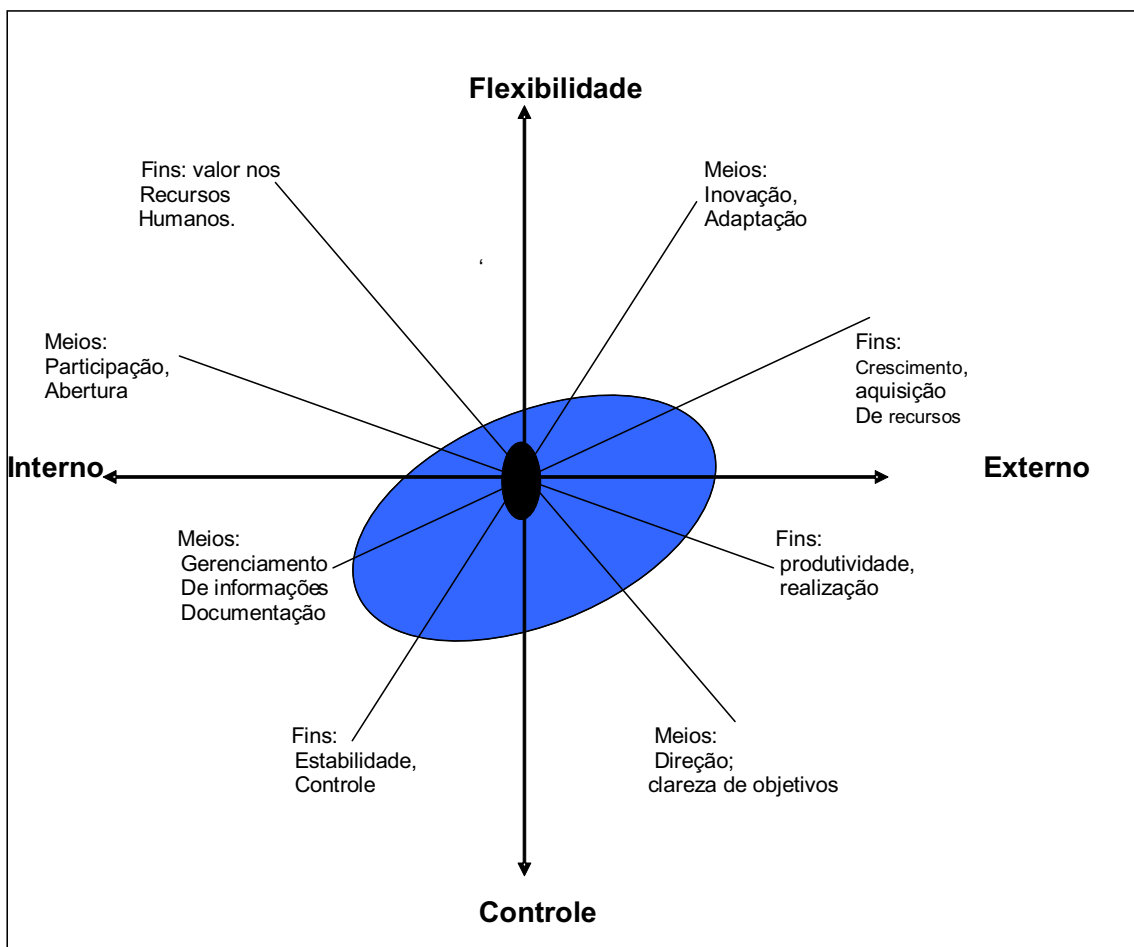 Flexibilidade
Fins: valor nos
Recursos
Humanos.
Meios:
Inovação,
Adaptação
‘
Meios:
Participação,
Abertura
Fins:
Crescimento,
aquisição
De recursos
Interno
Externo
Meios:
Gerenciamento
De informações
Documentação
Fins:
produtividade,
realização
Fins:
Estabilidade,
Controle
Meios:
Direção;
clareza de objetivos
Controle